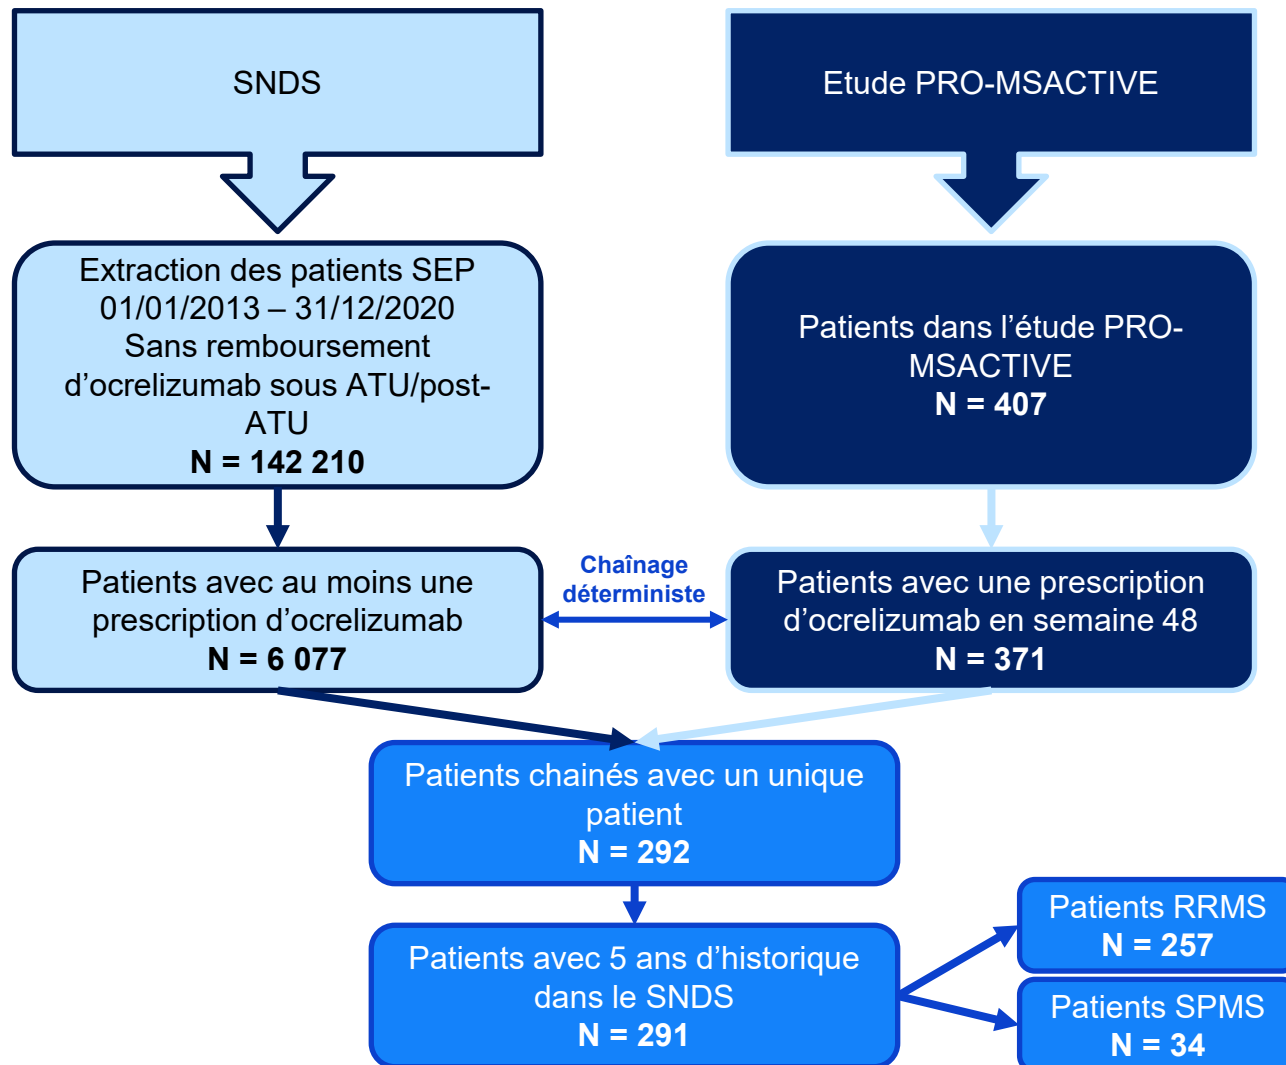 SNDS
Etude PRO-MSACTIVE
Extraction des patients SEP
01/01/2013 – 31/12/2020
Sans remboursement
d’ocrelizumab sous ATU/post-
ATU
N = 142 210
Patients dans l’étude PRO-
MSACTIVE
N = 407
Patients avec au moins une
prescription d’ocrelizumab
N = 6 077
Chaînage
déterministe
Patients avec une prescription
d’ocrelizumab en semaine 48
N = 371
Patients chainés avec un unique
patient
N = 292
Patients avec 5 ans d’historique
dans le SNDS
N = 291
Patients RRMS
N = 257
Patients SPMS
N = 34